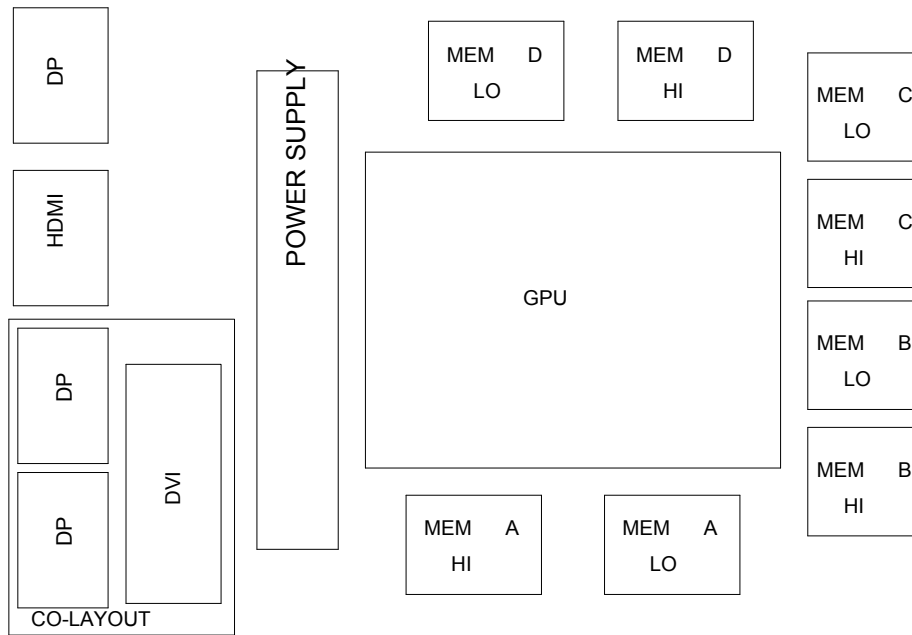 DP
HDMI
DP
DP
DVI
CO-LAYOUT
POWER SUPPLY
MEM D
LO
MEM D
HI
GPU
MEM A
HI
MEM A
LO
MEM C
LO
MEM C
HI
MEM B
LO
MEM B
HI